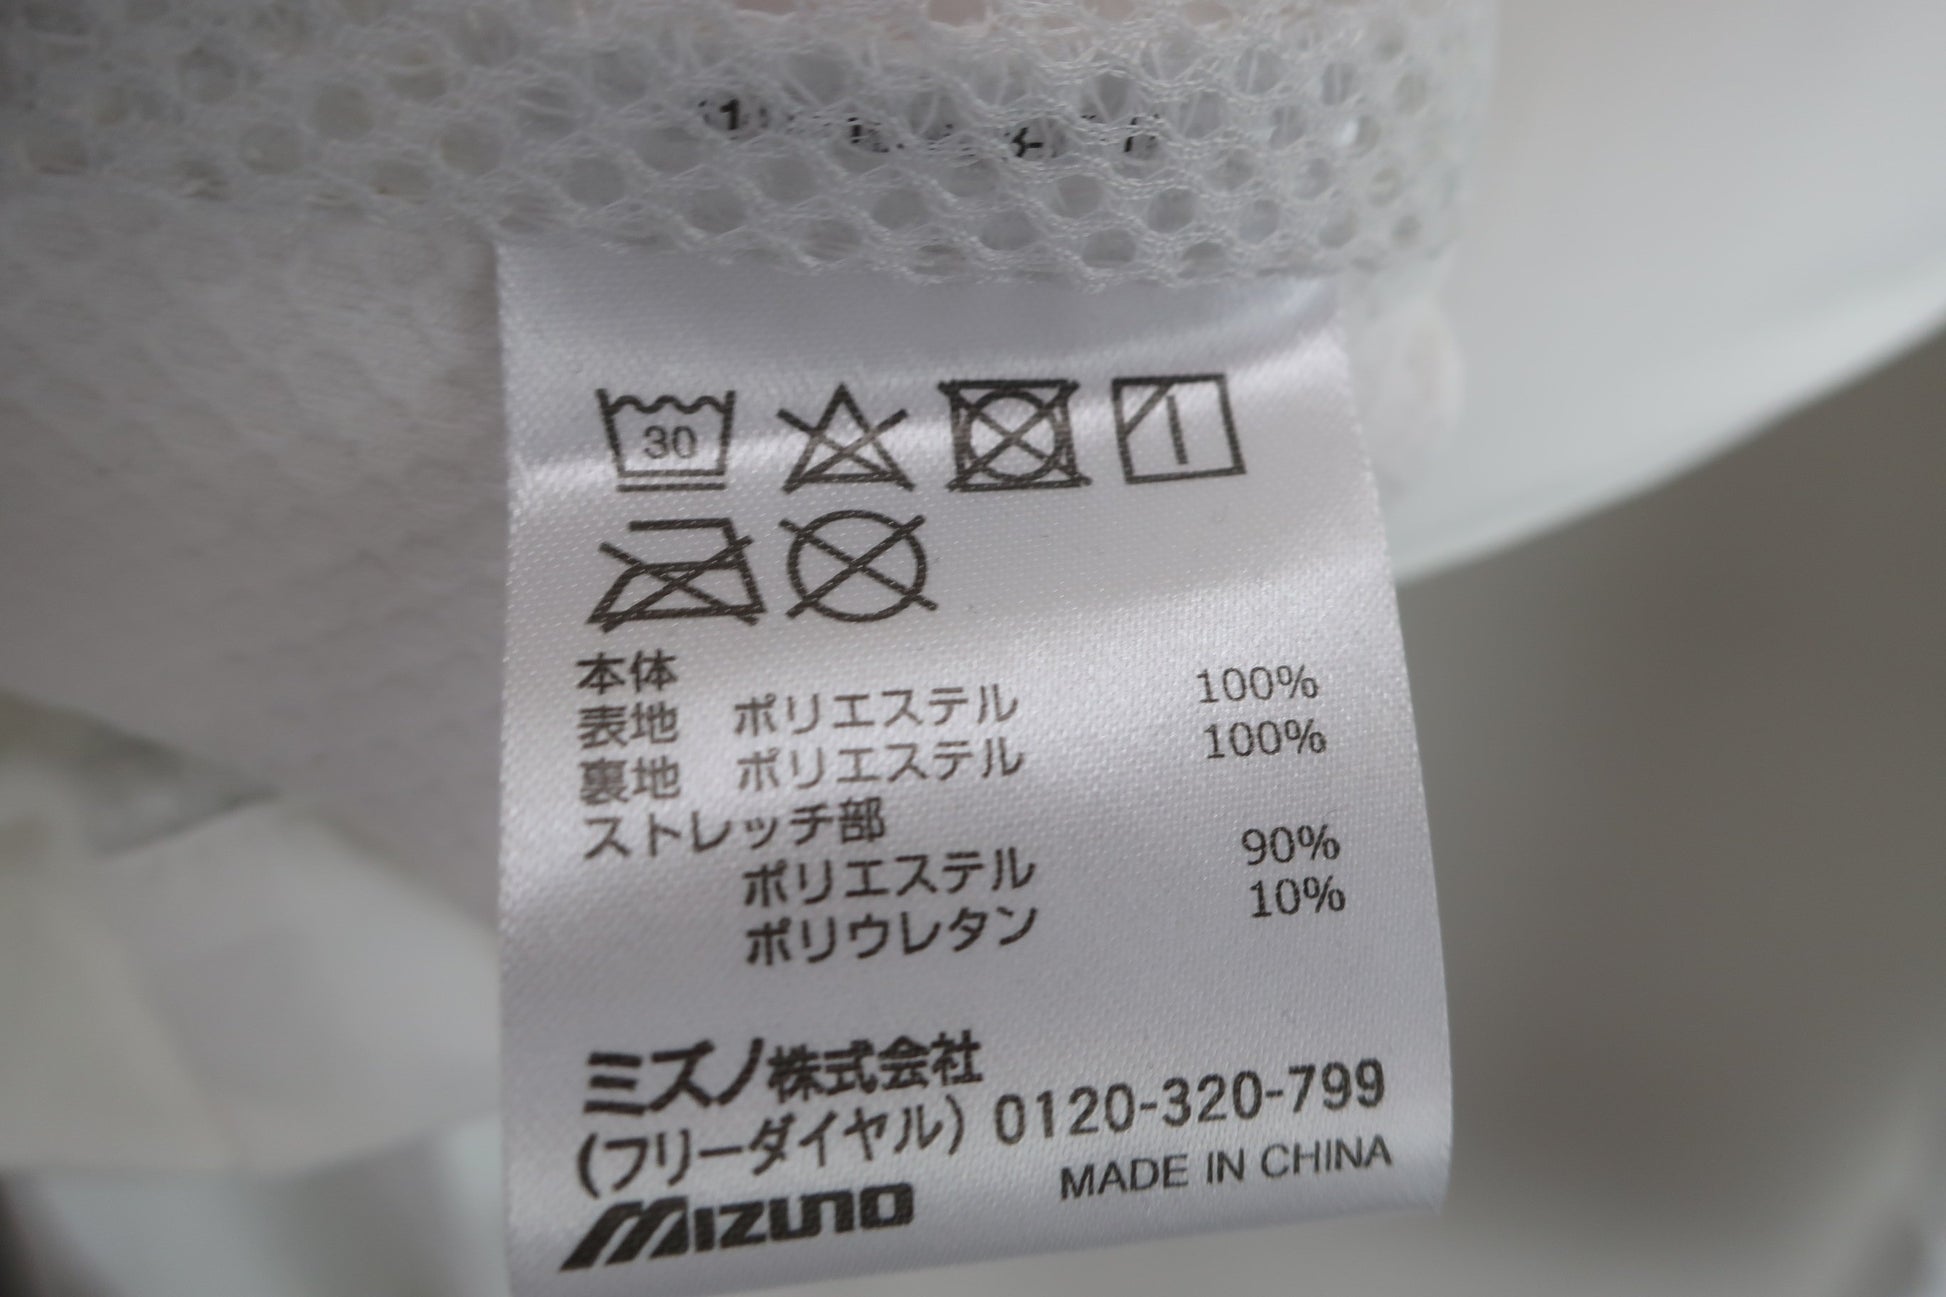 30
本体
表地 ポリエステル 100%
裏地 ポリエステル 100%
ストレッチ部
ポリエステル 90%
ポリウレタン 10%
ミズノ株式会社
(フリーダイヤル) 0120-320-799
MIZUNO MADE IN CHINA